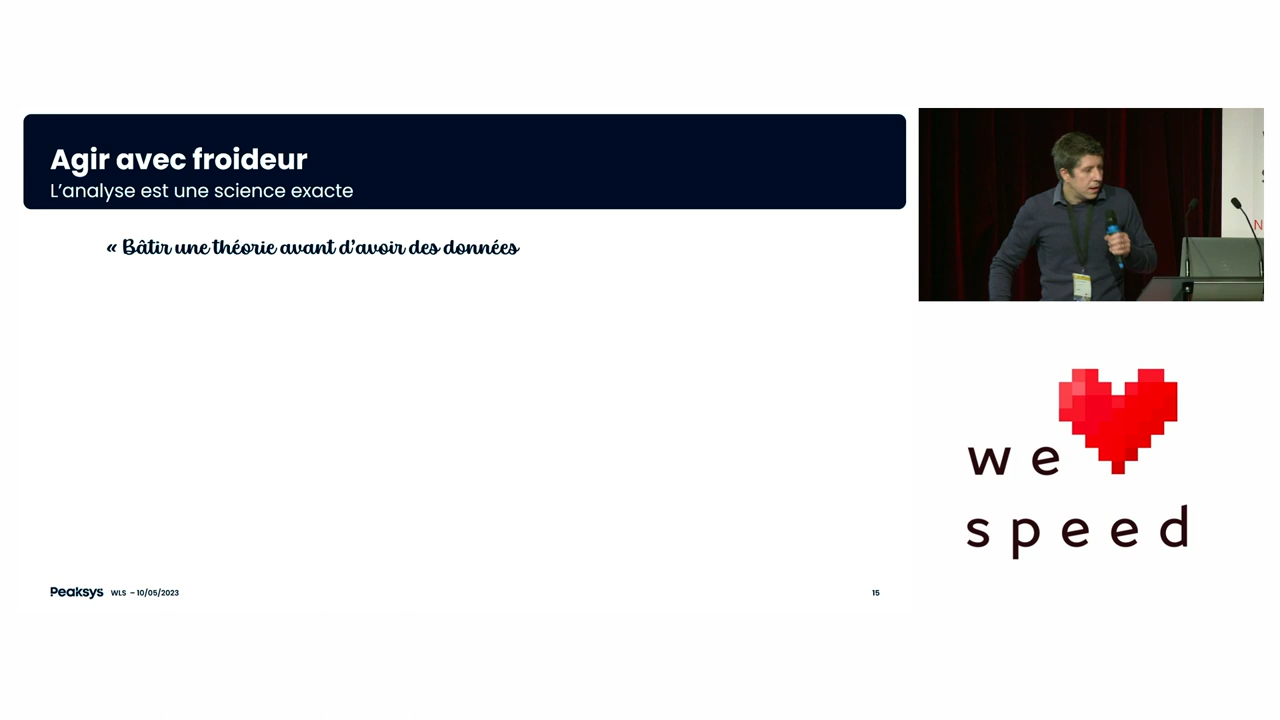 Agir avec froideur
L'analyse est une science exacte
« Bâtir une théorie avant d'avoir des données
Peaksys WLS – 10/05/2023
15
we
speed
N